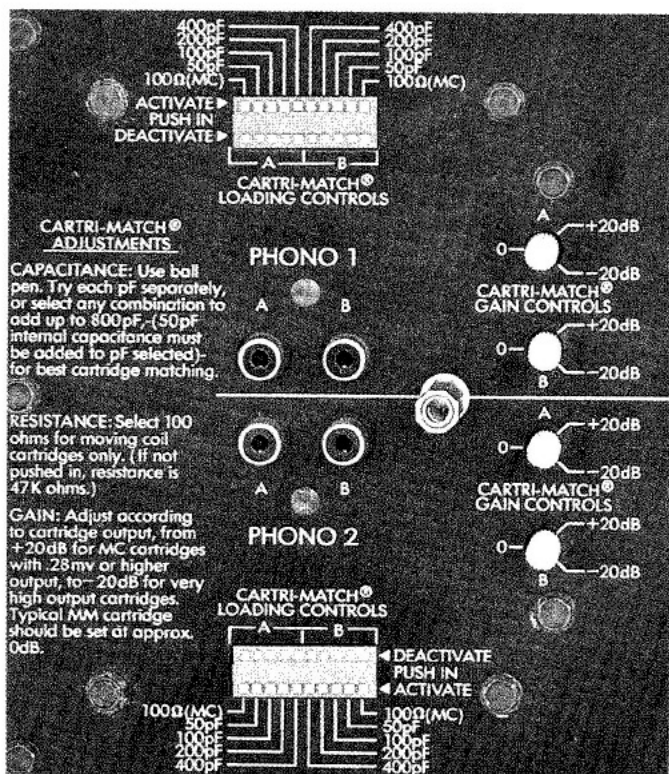 400pF
200pF
100pF
50pF
100Ω(MC)
400pF
200pF
100pF
50pF
100Ω(MC)
ACTIVATE►
PUSH IN
DEACTIVATE►
A B
CARTRI-MATCH®
LOADING CONTROLS
CARTRI-MATCH®
ADJUSTMENTS
CAPACITANCE: Use ball
pen. Try each pF separately,
or select any combination to
add up to 800pF,-(50pF
internal capacitance must
be added to pF selected)-
for best cartridge matching.
RESISTANCE: Select 100
ohms for moving coil
cartridges only. (If not
pushed in, resistance is
47K ohms.)
GAIN: Adjust according
to cartridge output, from
+20dB for MC cartridges
with .28mv or higher
output, to-20dB for very
high output cartridges.
Typical MM cartridge
should be set at approx.
0dB.
PHONO 1
A B
A B
PHONO 2
A
+20dB
0-
-20dB
CARTRI-MATCH®
GAIN CONTROLS
+20dB
0-
-20dB
B
A
+20dB
0-
-20dB
CARTRI-MATCH®
GAIN CONTROLS
+20dB
0-
-20dB
B
CARTRI-MATCH®
LOADING CONTROLS
A B
◄DEACTIVATE
PUSH IN
◄ACTIVATE
100Ω(MC)
50pF
100pF
200pF
400pF
100Ω(MC)
50pF
100pF
200pF
400pF